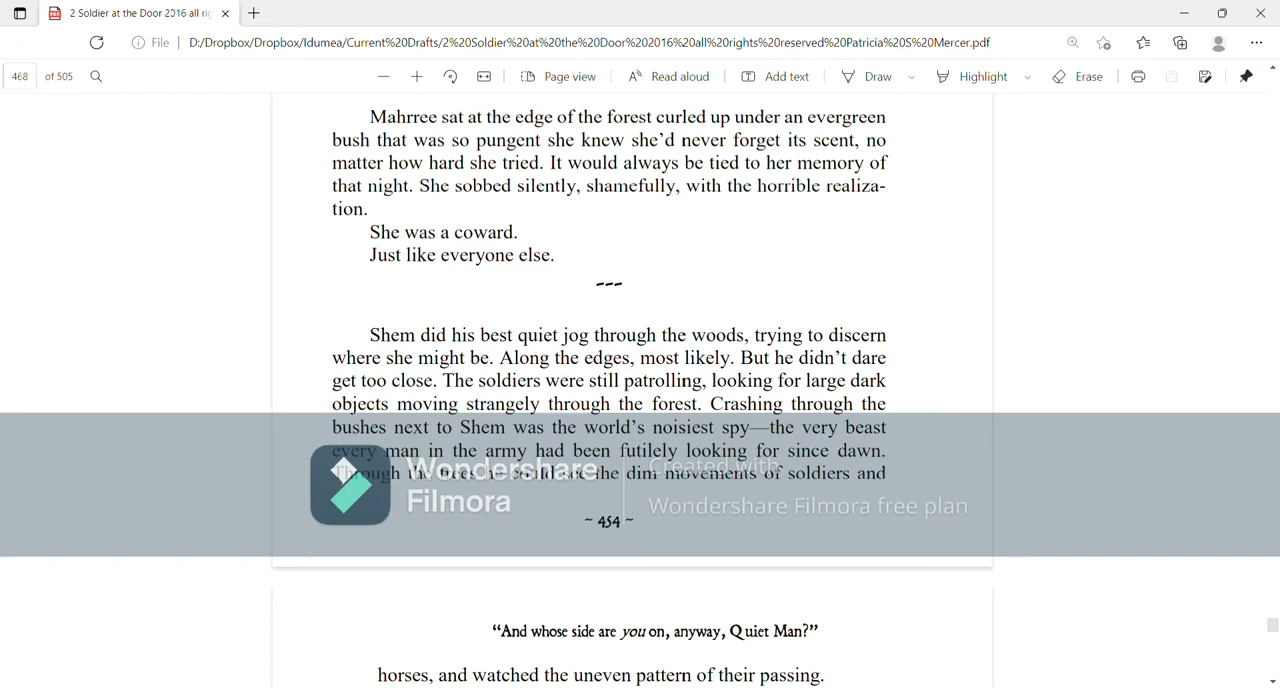 2 Soldier at the Door 2016 all ri
File
D:/Dropbox/Dropbox/Idumea/Current%20Drafts/2%20Soldier%20at%20the%20Door%202016%20all%20rights%20reserved%20Patricia%20S%20Mercer.pdf
468 of 505
Page view
Read aloud
Add text
Draw
Highlight
Erase
Mahrree sat at the edge of the forest curled up under an evergreen
bush that was so pungent she knew she'd never forget its scent, no
matter how hard she tried. It would always be tied to her memory of
that night. She sobbed silently, shamefully, with the horrible realiza-
tion.
She was a coward.
Just like everyone else.
~~~
Shem did his best quiet jog through the woods, trying to discern
where she might be. Along the edges, most likely. But he didn't dare
get too close. The soldiers were still patrolling, looking for large dark
objects moving strangely through the forest. Crashing through the
bushes next to Shem was the world's noisiest spy—the very beast
every man in the army had been futilely looking for since dawn.
Through the trees he could see the dim movements of soldiers and
Wondershare
Filmora
Created with
Wondershare Filmora free plan
~ 454 ~
“And whose side are you on, anyway, Quiet Man?”
horses, and watched the uneven pattern of their passing.